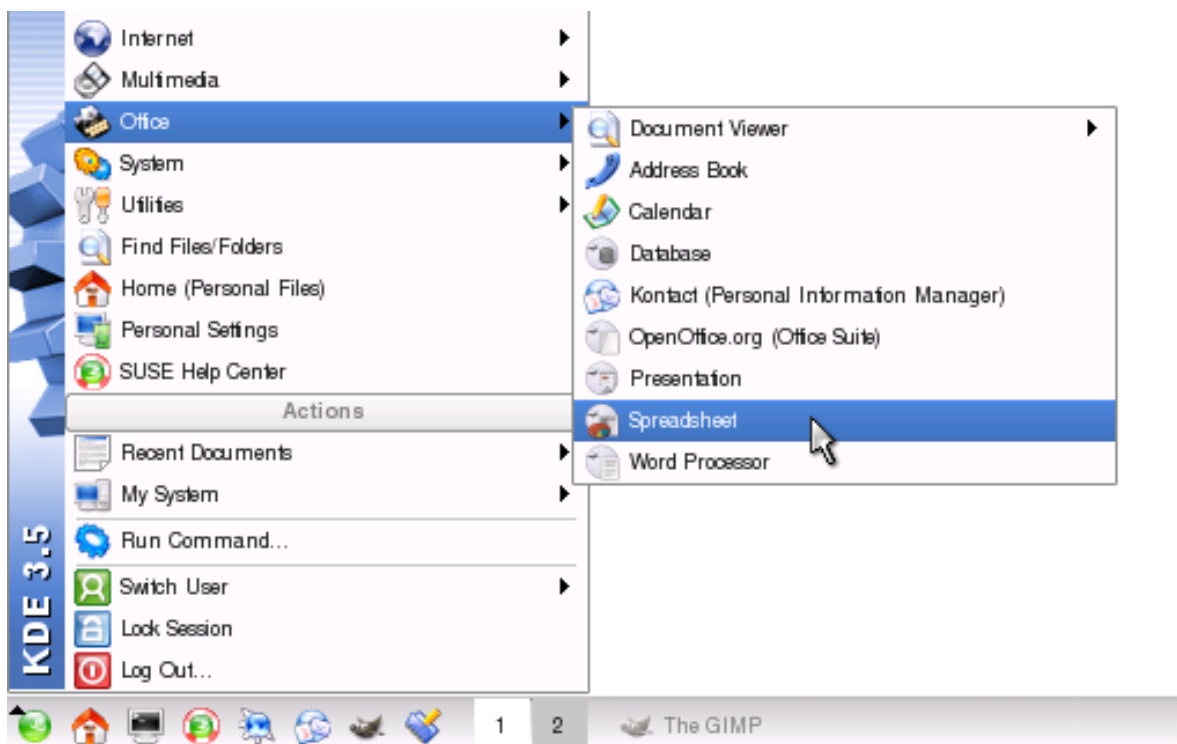 Internet
Multimedia
Office
System
Utilities
Find Files/Folders
Home (Personal Files)
Personal Settings
SUSE Help Center
Actions
Recent Documents
My System
Run Command...
Switch User
Lock Session
Log Out...
KDE 3.5
Document Viewer
Address Book
Calendar
Database
Kontact (Personal Information Manager)
OpenOffice.org (Office Suite)
Presentation
Spreadsheet
Word Processor
1 2 The GIMP